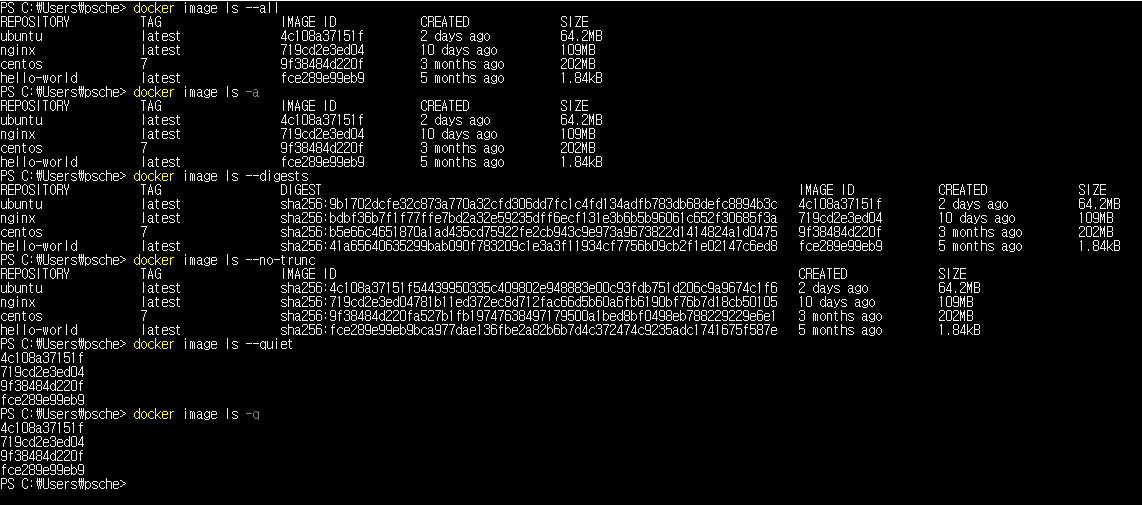 PS C:₩Users₩psche> docker image ls --all
REPOSITORY TAG IMAGE ID CREATED SIZE
ubuntu latest 4c108a37151f 2 days ago 64.2MB
nginx latest 719cd2e3ed04 10 days ago 109MB
centos 7 9f38484d220f 3 months ago 202MB
hello-world latest fce289e99eb9 5 months ago 1.84kB
PS C:₩Users₩psche> docker image ls -a
REPOSITORY TAG IMAGE ID CREATED SIZE
ubuntu latest 4c108a37151f 2 days ago 64.2MB
nginx latest 719cd2e3ed04 10 days ago 109MB
centos 7 9f38484d220f 3 months ago 202MB
hello-world latest fce289e99eb9 5 months ago 1.84kB
PS C:₩Users₩psche> docker image ls --digests
REPOSITORY TAG DIGEST IMAGE ID CREATED SIZE
ubuntu latest sha256:9b1702dcfe32c873a770a32cfd306dd7fc1c4fd134adfb783db68defc8894b3c 4c108a37151f 2 days ago 64.2MB
nginx latest sha256:bdbf36b7f1f77ffe7bd2a32e59235dff6ecf131e3b6b5b96061c652f30685f3a 719cd2e3ed04 10 days ago 109MB
centos 7 sha256:b5e66c4651870a1ad435cd75922fe2cb943c9e973a9673822d1414824a1d0475 9f38484d220f 3 months ago 202MB
hello-world latest sha256:41a65640635299bab090f783209c1e3a3f11934cf7756b09cb2f1e02147c6ed8 fce289e99eb9 5 months ago 1.84kB
PS C:₩Users₩psche> docker image ls --no-trunc
REPOSITORY TAG IMAGE ID CREATED SIZE
ubuntu latest sha256:4c108a37151f54439950335c409802e948883e00c93fdb751d206c9a9674c1f6 2 days ago 64.2MB
nginx latest sha256:719cd2e3ed04781b11ed372ec8d712fac66d5b60a6fb6190bf76b7d18cb50105 10 days ago 109MB
centos 7 sha256:9f38484d220fa527b1fb19747638497179500a1bed8bf0498eb788229229e6e1 3 months ago 202MB
hello-world latest sha256:fce289e99eb9bca977dae136fbe2a82b6b7d4c372474c9235adc1741675f587e 5 months ago 1.84kB
PS C:₩Users₩psche> docker image ls --quiet
4c108a37151f
719cd2e3ed04
9f38484d220f
fce289e99eb9
PS C:₩Users₩psche> docker image ls -q
4c108a37151f
719cd2e3ed04
9f38484d220f
fce289e99eb9
PS C:₩Users₩psche>